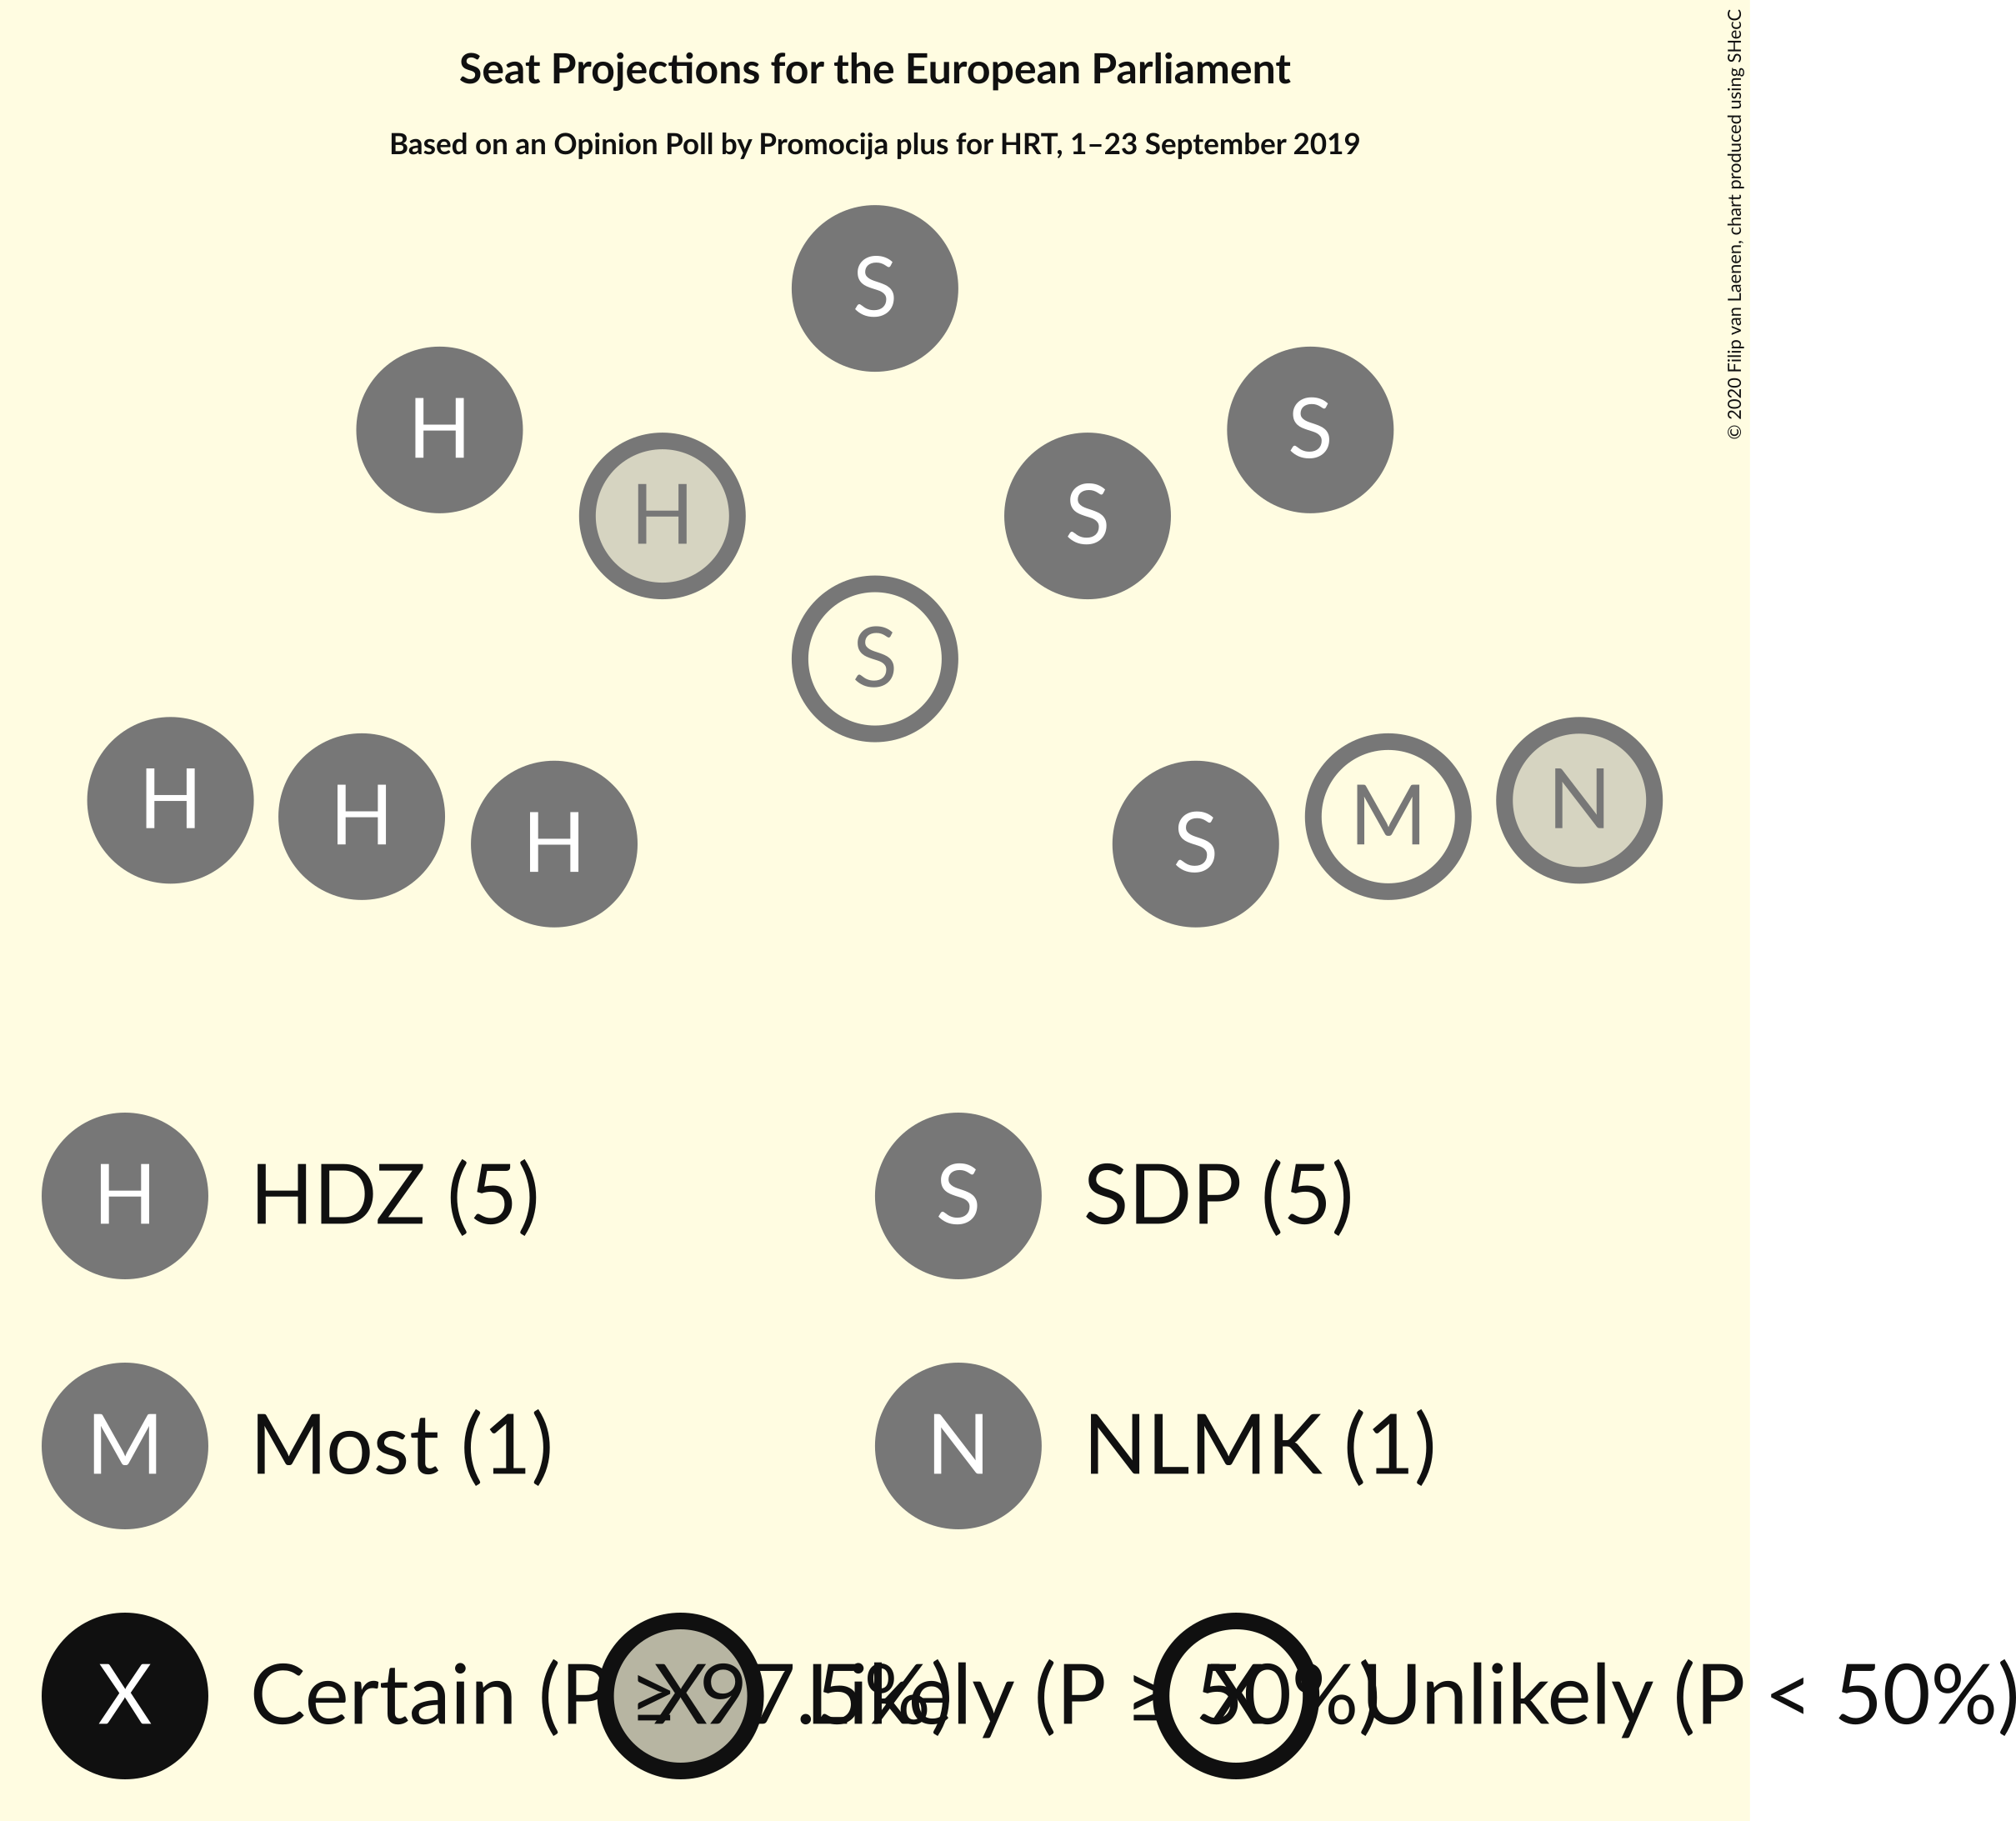 Seat Projections for the European Parliament
Based on an Opinion Poll by Promocija plus for HRT, 1–23 September 2019
© 2020 Filip van Laenen, chart produced using SHecC
S
H
S
H
S
S
H
H
H
S
M
N
H HDZ (5) S SDP (5)
M Most (1) N NLMK (1)
X Certain (P X Likely (P ≥ 50%) X Unlikely (P < 50%)